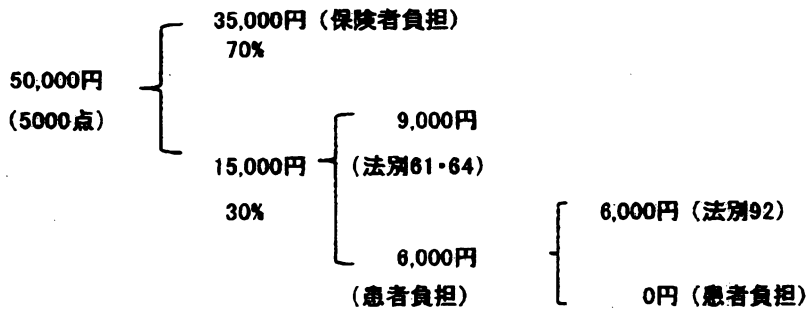 35,000円（保険者負担）
70%
50,000円
（5000点）
9,000円
15,000円
（法別61・64）
30%
6,000円（法別92）
6,000円
（患者負担）
0円（患者負担）